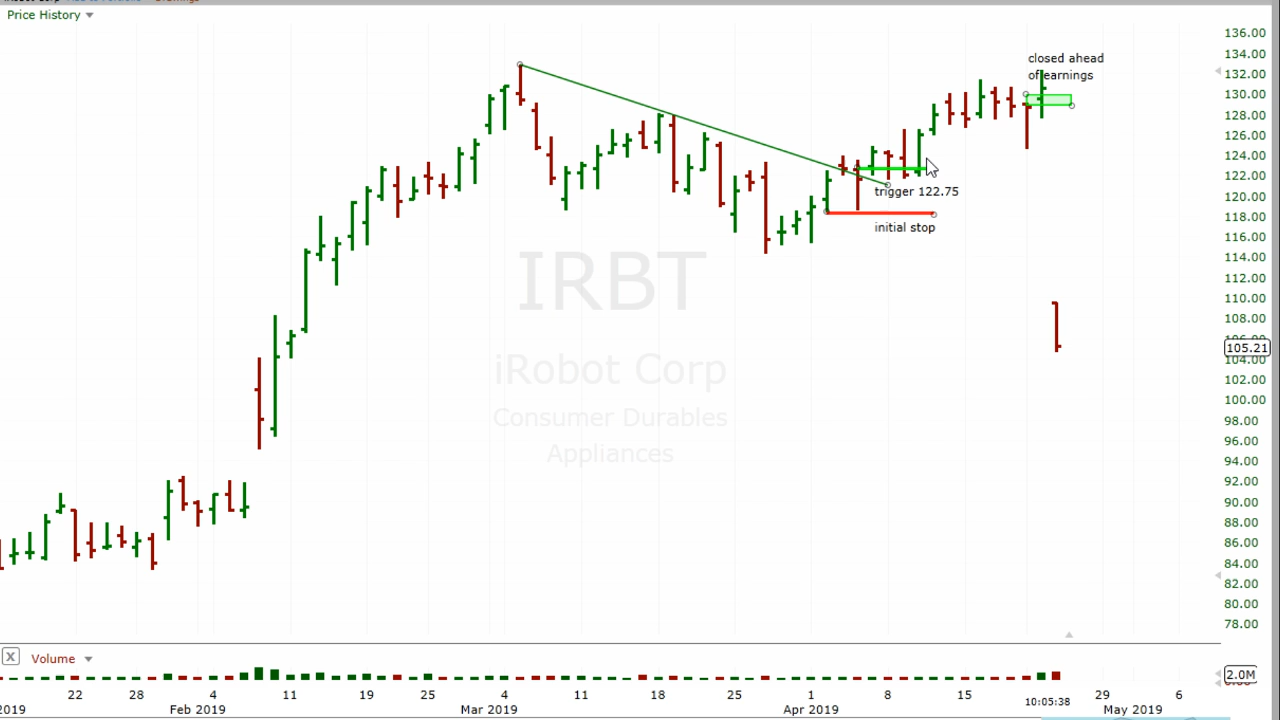 Price History
136.00
134.00
132.00
130.00
128.00
126.00
124.00
122.00
120.00
118.00
116.00
114.00
112.00
110.00
108.00
105.21
104.00
102.00
100.00
98.00
96.00
94.00
92.00
90.00
88.00
86.00
84.00
82.00
80.00
78.00
closed ahead
of earnings
trigger 122.75
initial stop
IRBT
iRobot Corp
Consumer Durables
Appliances
X Volume
2.0M
22 28 4 11 19 25 4 11 18 25 1 8 15 10:05:38 29 6
2019 Feb 2019 Mar 2019 Apr 2019 May 2019